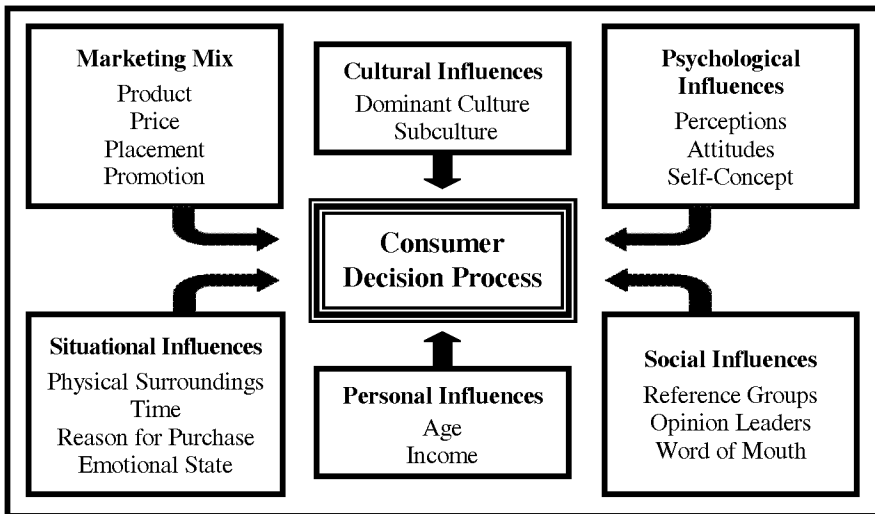 Marketing Mix
Product
Price
Placement
Promotion
Cultural Influences
Dominant Culture
Subculture
Psychological
Influences
Perceptions
Attitudes
Self-Concept
Consumer
Decision Process
Situational Influences
Physical Surroundings
Time
Reason for Purchase
Emotional State
Personal Influences
Age
Income
Social Influences
Reference Groups
Opinion Leaders
Word of Mouth